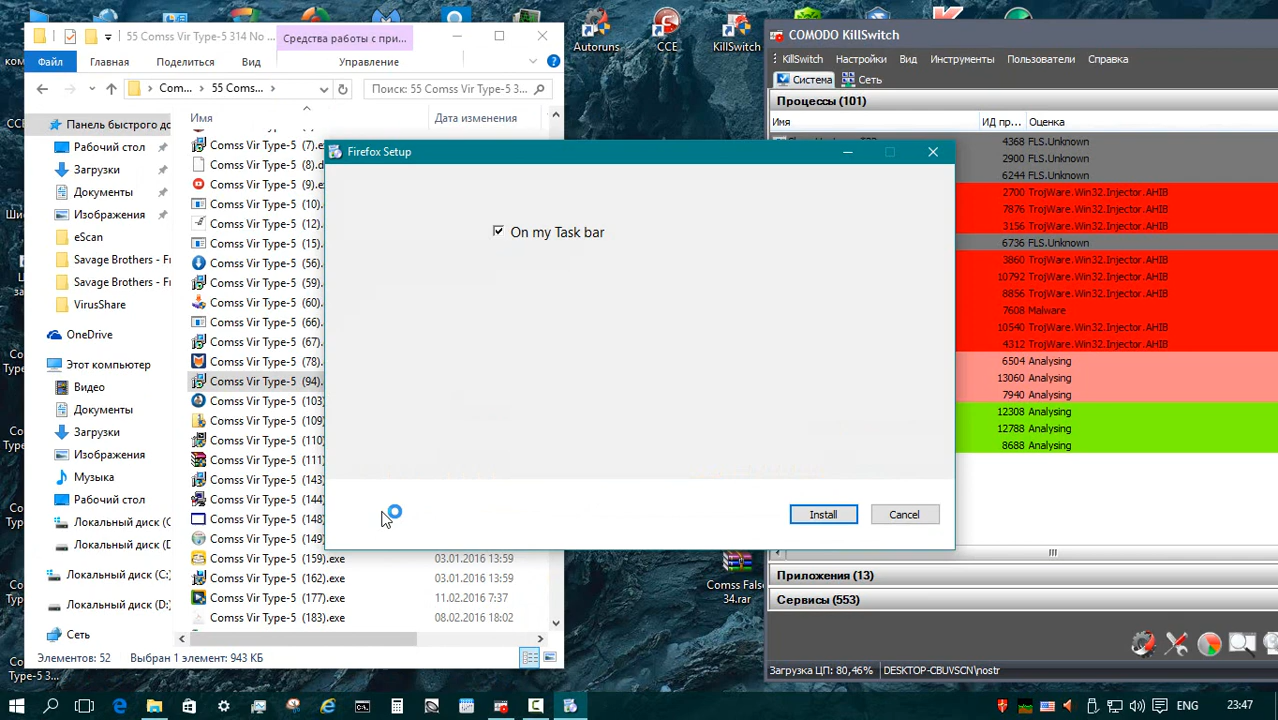 55 Comss Vir Type-5 314 No ...
Средства работы с при...
Файл
Главная
Поделиться
Вид
Управление
Com...
55 Coms...
Поиск: 55 Comss Vir Type-5 3...
Имя
Дата изменения
Панель быстрого до
Рабочий стол
Загрузки
Документы
Изображения
eScan
Savage Brothers - Fr
Savage Brothers - Fr
VirusShare
OneDrive
Этот компьютер
Видео
Документы
Загрузки
Изображения
Музыка
Рабочий стол
Локальный диск (C
Локальный диск (D
Локальный диск (C:)
Локальный диск (D:)
Сеть
Comss Vir Type-5 (7).e
Comss Vir Type-5 (8).d
Comss Vir Type-5 (9).e
Comss Vir Type-5 (10).
Comss Vir Type-5 (12).
Comss Vir Type-5 (15).
Comss Vir Type-5 (56).
Comss Vir Type-5 (59).
Comss Vir Type-5 (60).
Comss Vir Type-5 (66).
Comss Vir Type-5 (67).
Comss Vir Type-5 (78).
Comss Vir Type-5 (94).
Comss Vir Type-5 (103)
Comss Vir Type-5 (109)
Comss Vir Type-5 (110)
Comss Vir Type-5 (111)
Comss Vir Type-5 (143)
Comss Vir Type-5 (144)
Comss Vir Type-5 (148)
Comss Vir Type-5 (149)
Comss Vir Type-5 (159).exe 03.01.2016 13:59
Comss Vir Type-5 (162).exe 03.01.2016 13:59
Comss Vir Type-5 (177).exe 11.02.2016 7:37
Comss Vir Type-5 (183).exe 08.02.2016 18:02
Элементов: 52
Выбран 1 элемент: 943 КБ
Firefox Setup
On my Task bar
Install
Cancel
Autoruns
CCE
KillSwitch
Comss False
34.rar
COMODO KillSwitch
KillSwitch
Настройки
Вид
Инструменты
Пользователи
Справка
Система
Сеть
Процессы (101)
Имя
ИД пр...
Оценка
4368 FLS.Unknown
2900 FLS.Unknown
6244 FLS.Unknown
2700 TrojWare.Win32.Injector.AHIB
7876 TrojWare.Win32.Injector.AHIB
3156 TrojWare.Win32.Injector.AHIB
6736 FLS.Unknown
3860 TrojWare.Win32.Injector.AHIB
10792 TrojWare.Win32.Injector.AHIB
8856 TrojWare.Win32.Injector.AHIB
7608 Malware
10540 TrojWare.Win32.Injector.AHIB
4312 TrojWare.Win32.Injector.AHIB
6504 Analysing
13060 Analysing
7940 Analysing
12308 Analysing
12788 Analysing
8688 Analysing
Приложения (13)
Сервисы (553)
Загрузка ЦП: 80,46%
DESKTOP-CBUVSCN\nostr
Type-5 3...
ENG
23:47